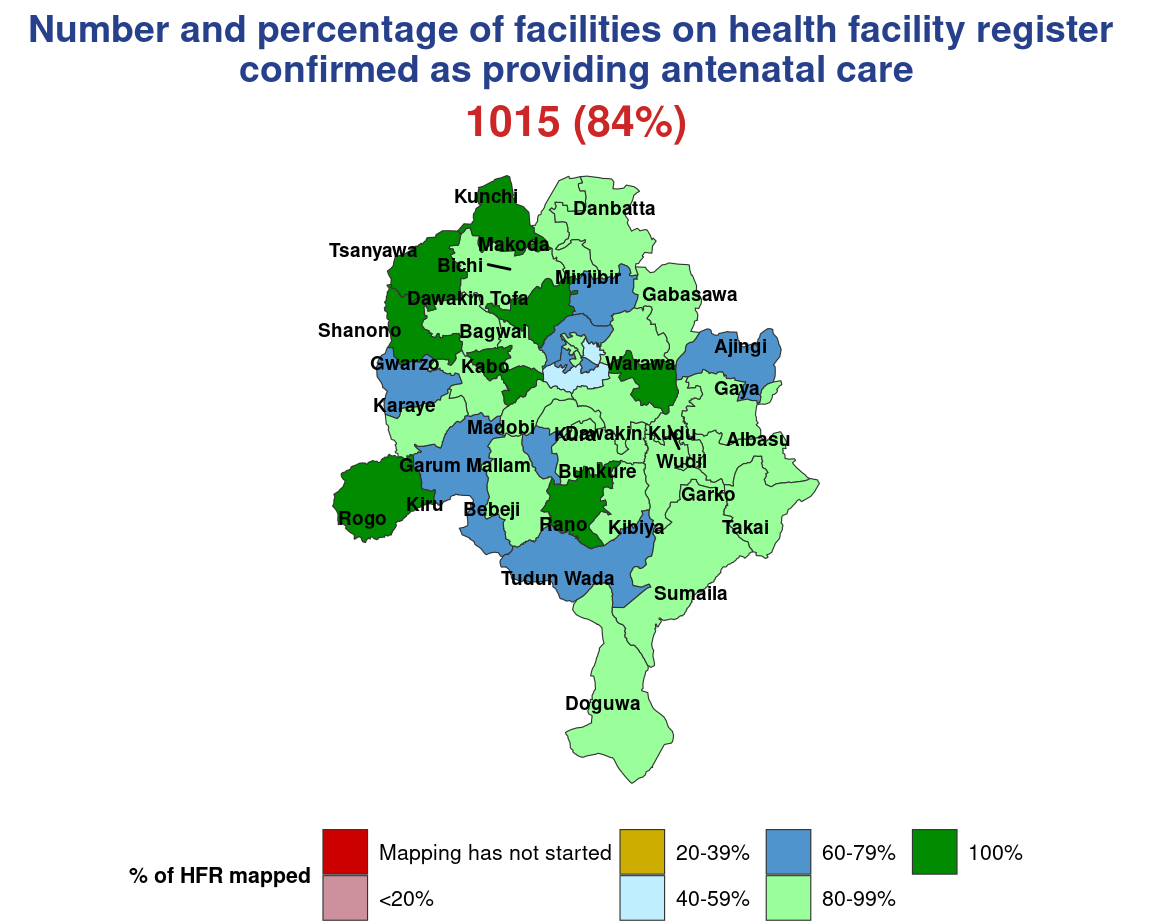 Number and percentage of facilities on health facility register
confirmed as providing antenatal care
1015 (84%)
Kunchi
Danbatta
Makoda
Tsanyawa
Bichi
Minjibir
Dawakin Tofa
Gabasawa
Shanono
Bagwai
Ajingi
Gwarzo
Kabo
Warawa
Gaya
Karaye
Madobi
Kura
Dawakin Kudu
Albasu
Garum Mallam
Bunkure
Wudil
Garko
Kiru
Bebeji
Rogo
Rano
Kibiya
Takai
Tudun Wada
Sumaila
Doguwa
% of HFR mapped
Mapping has not started
20-39%
60-79%
100%
<20%
40-59%
80-99%